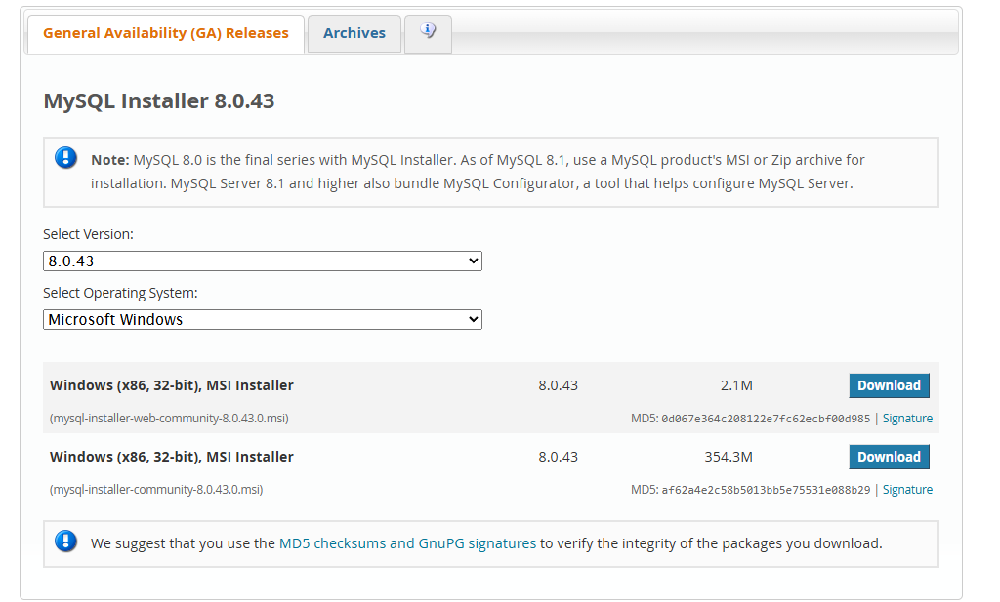 General Availability (GA) Releases
Archives
MySQL Installer 8.0.43
Note: MySQL 8.0 is the final series with MySQL Installer. As of MySQL 8.1, use a MySQL product's MSI or Zip archive for
installation. MySQL Server 8.1 and higher also bundle MySQL Configurator, a tool that helps configure MySQL Server.
Select Version:
8.0.43
Select Operating System:
Microsoft Windows
Windows (x86, 32-bit), MSI Installer 8.0.43 2.1M Download
(mysql-installer-web-community-8.0.43.0.msi) MD5: 0d067e364c208122e7fc62ecbf00d985 | Signature
Windows (x86, 32-bit), MSI Installer 8.0.43 354.3M Download
(mysql-installer-community-8.0.43.0.msi) MD5: af62a4e2c58b5013bb5e75531e088b29 | Signature
We suggest that you use the MD5 checksums and GnuPG signatures to verify the integrity of the packages you download.